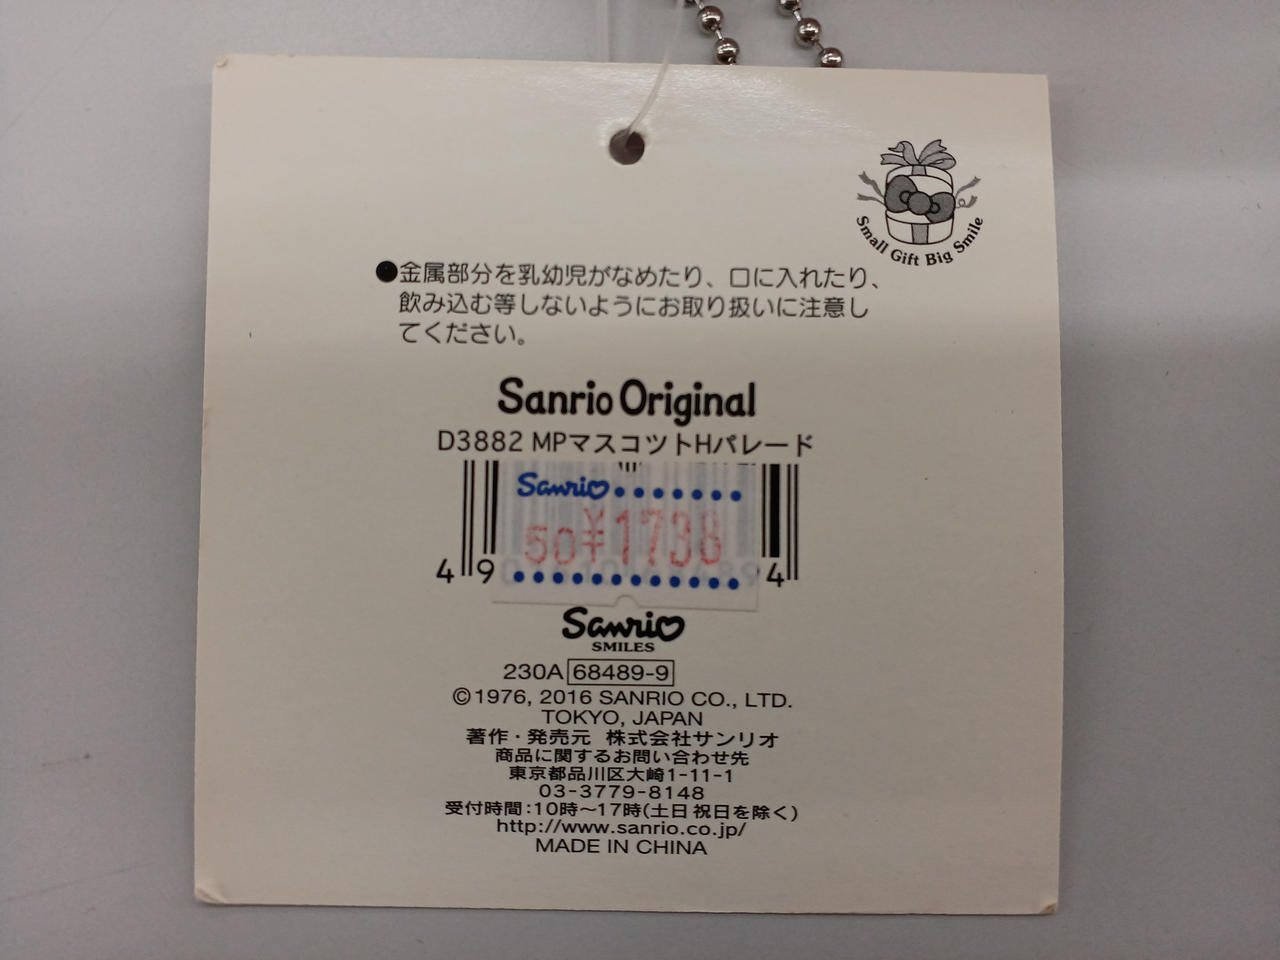 Small Gift Big Smile
●金属部分を乳幼児がなめたり、口に入れたり、
飲み込む等しないようにお取り扱いに注意し
てください。
Sanrio Original
D3882 MPマスコツトHパレード
Sanrio
50 ¥1738
49 4
Sanrio
SMILES
230A 68489-9
©1976, 2016 SANRIO CO., LTD.
TOKYO, JAPAN
著作・発売元 株式会社サンリオ
商品に関するお問い合わせ先
東京都品川区大崎1-11-1
03-3779-8148
受付時間:10時〜17時(土日祝日を除く)
http://www.sanrio.co.jp/
MADE IN CHINA